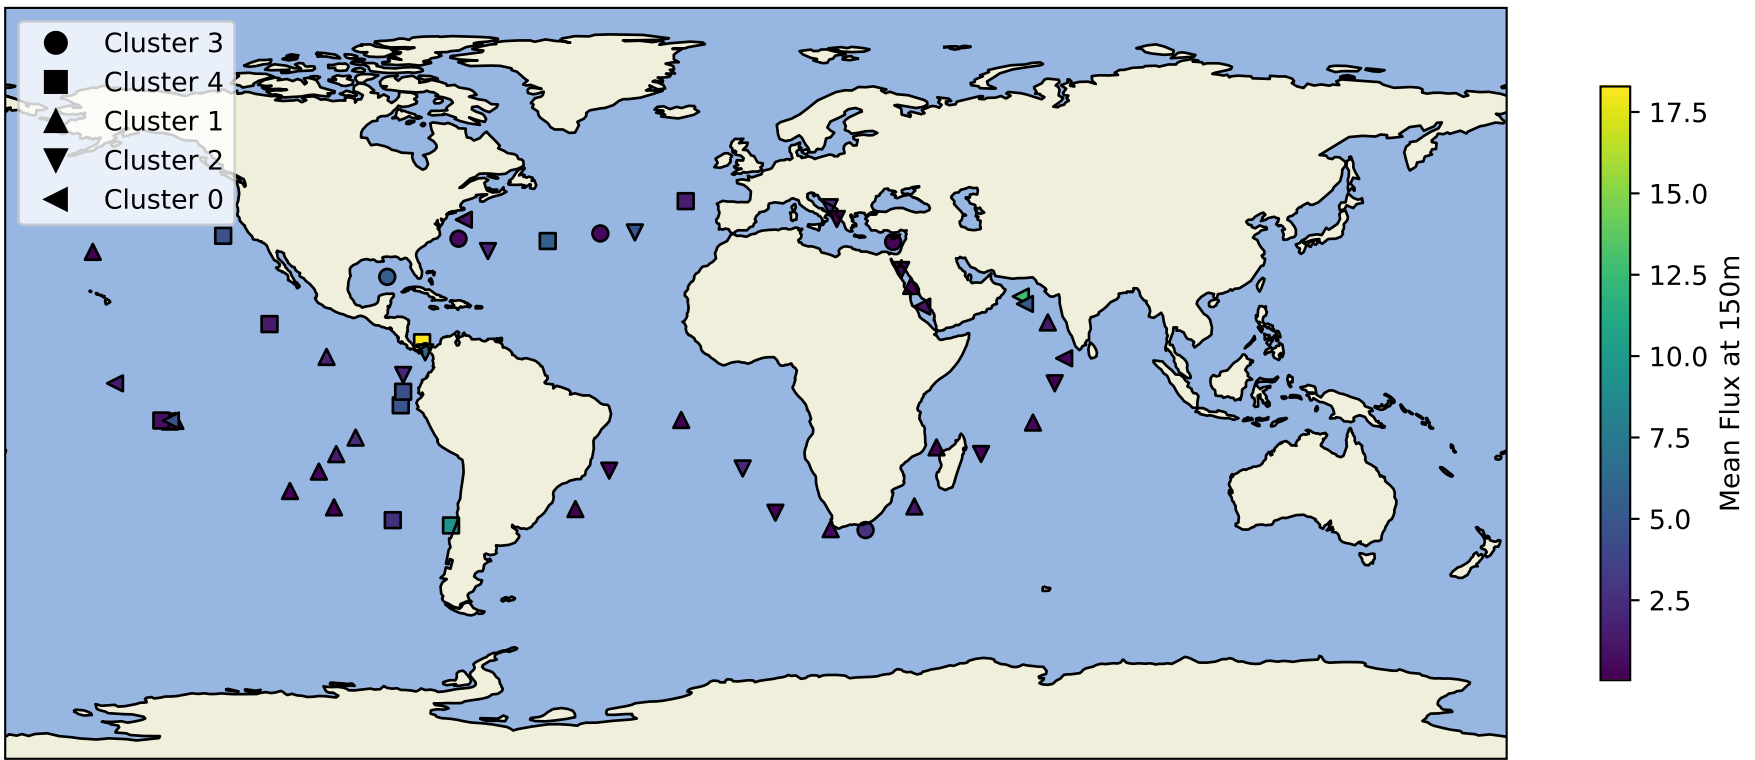 Cluster 3
Cluster 4
Cluster 1
Cluster 2
Cluster 0
17.5
15.0
12.5
10.0
7.5
5.0
2.5
Mean Flux at 150m